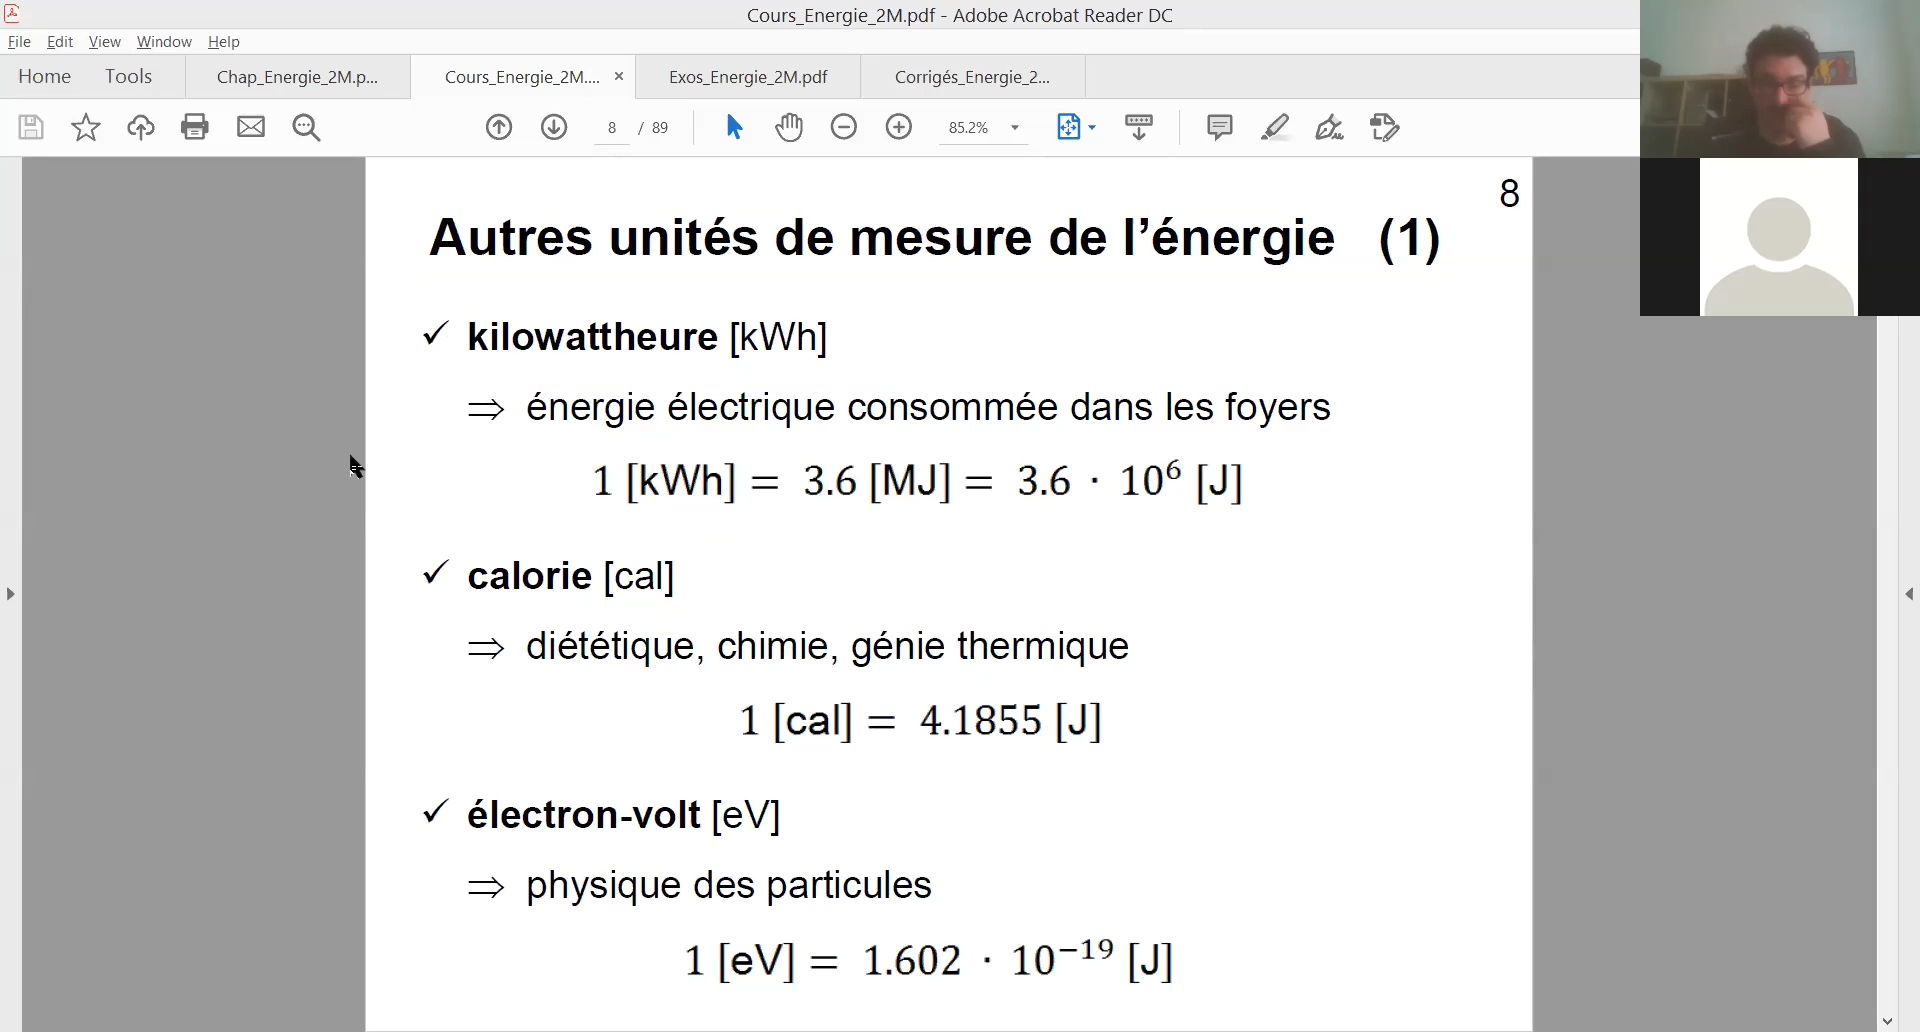 Cours_Energie_2M.pdf - Adobe Acrobat Reader DC
File Edit View Window Help
Home Tools Chap_Energie_2M.p... Cours_Energie_2M.... × Exos_Energie_2M.pdf Corrigés_Energie_2...
8 / 89 85.2%
8
Autres unités de mesure de l’énergie (1)
✓ kilowattheure [kWh]
⇒ énergie électrique consommée dans les foyers
1 [kWh] = 3.6 [MJ] = 3.6 · 10⁶ [J]
✓ calorie [cal]
⇒ diététique, chimie, génie thermique
1 [cal] = 4.1855 [J]
✓ électron-volt [eV]
⇒ physique des particules
1 [eV] = 1.602 · 10⁻¹⁹ [J]